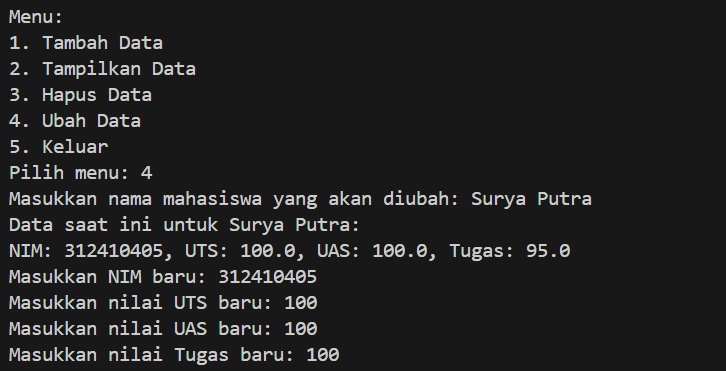 Menu:
1. Tambah Data
2. Tampilkan Data
3. Hapus Data
4. Ubah Data
5. Keluar
Pilih menu: 4
Masukkan nama mahasiswa yang akan diubah: Surya Putra
Data saat ini untuk Surya Putra:
NIM: 312410405, UTS: 100.0, UAS: 100.0, Tugas: 95.0
Masukkan NIM baru: 312410405
Masukkan nilai UTS baru: 100
Masukkan nilai UAS baru: 100
Masukkan nilai Tugas baru: 100